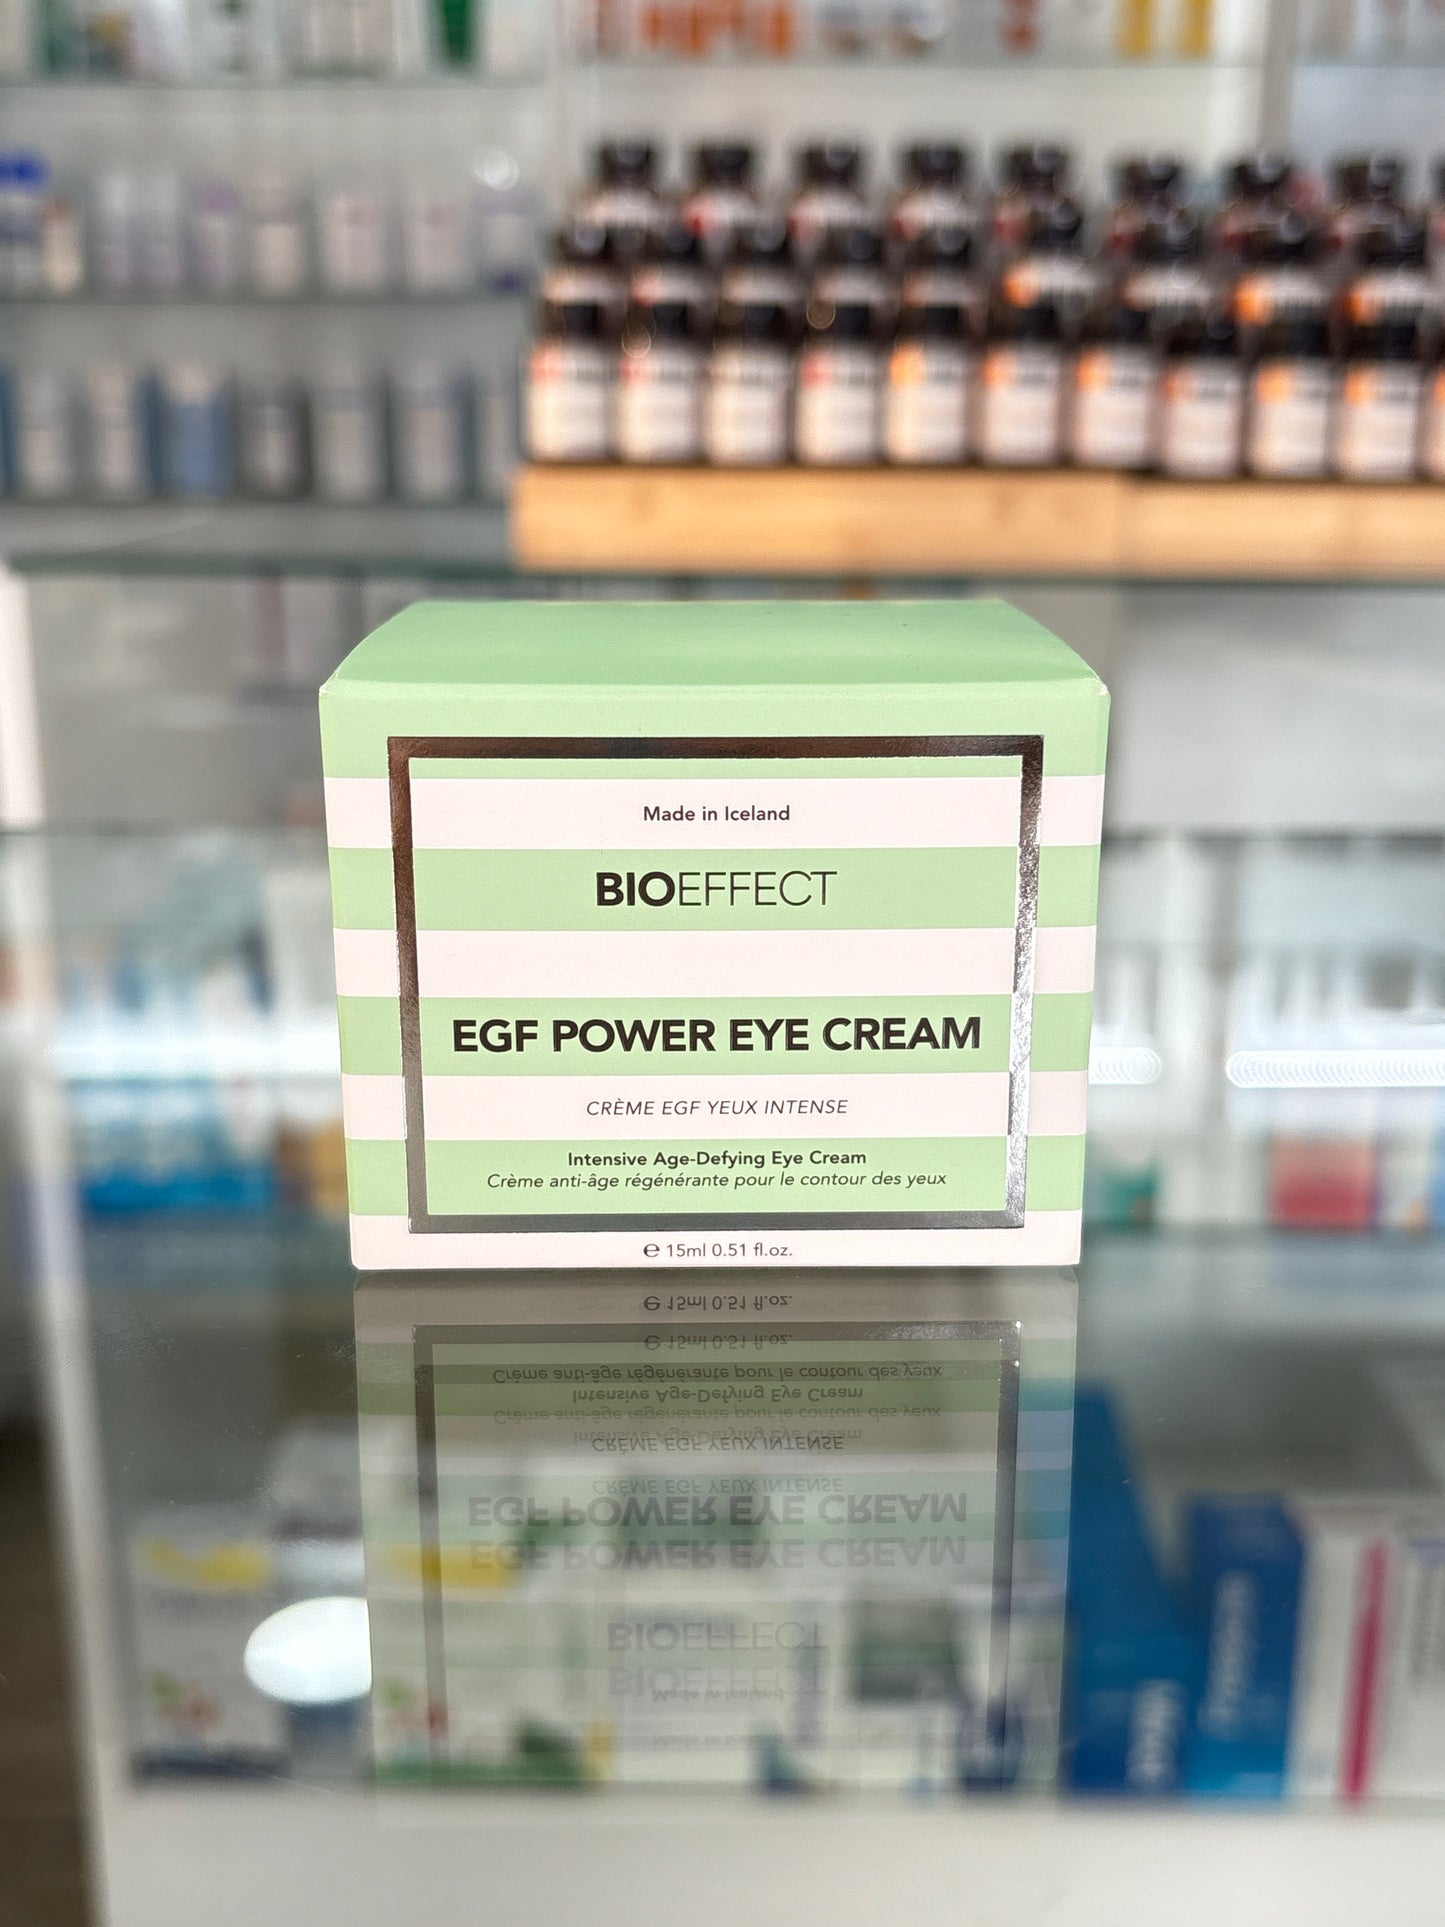 Made in Iceland
BIOEFFECT
EGF POWER EYE CREAM
CRÈME EGF YEUX INTENSE
Intensive Age-Defying Eye Cream
Crème anti-âge régénérante pour le contour des yeux
℮ 15ml 0.51 fl.oz.